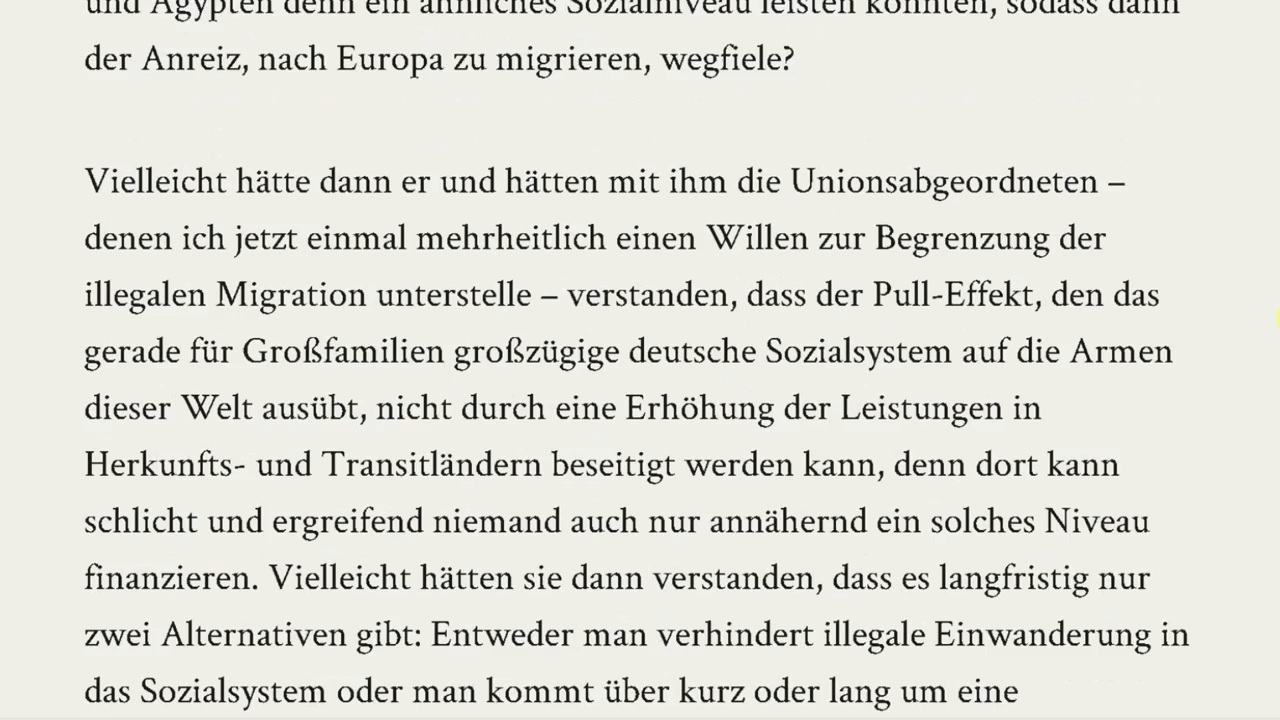 und Ägypten denn ein ähnliches Sozialniveau leisten könnten, sodass dann
der Anreiz, nach Europa zu migrieren, wegfiele?
Vielleicht hätte dann er und hätten mit ihm die Unionsabgeordneten –
denen ich jetzt einmal mehrheitlich einen Willen zur Begrenzung der
illegalen Migration unterstelle – verstanden, dass der Pull-Effekt, den das
gerade für Großfamilien großzügige deutsche Sozialsystem auf die Armen
dieser Welt ausübt, nicht durch eine Erhöhung der Leistungen in
Herkunfts- und Transitländern beseitigt werden kann, denn dort kann
schlicht und ergreifend niemand auch nur annähernd ein solches Niveau
finanzieren. Vielleicht hätten sie dann verstanden, dass es langfristig nur
zwei Alternativen gibt: Entweder man verhindert illegale Einwanderung in
das Sozialsystem oder man kommt über kurz oder lang um eine